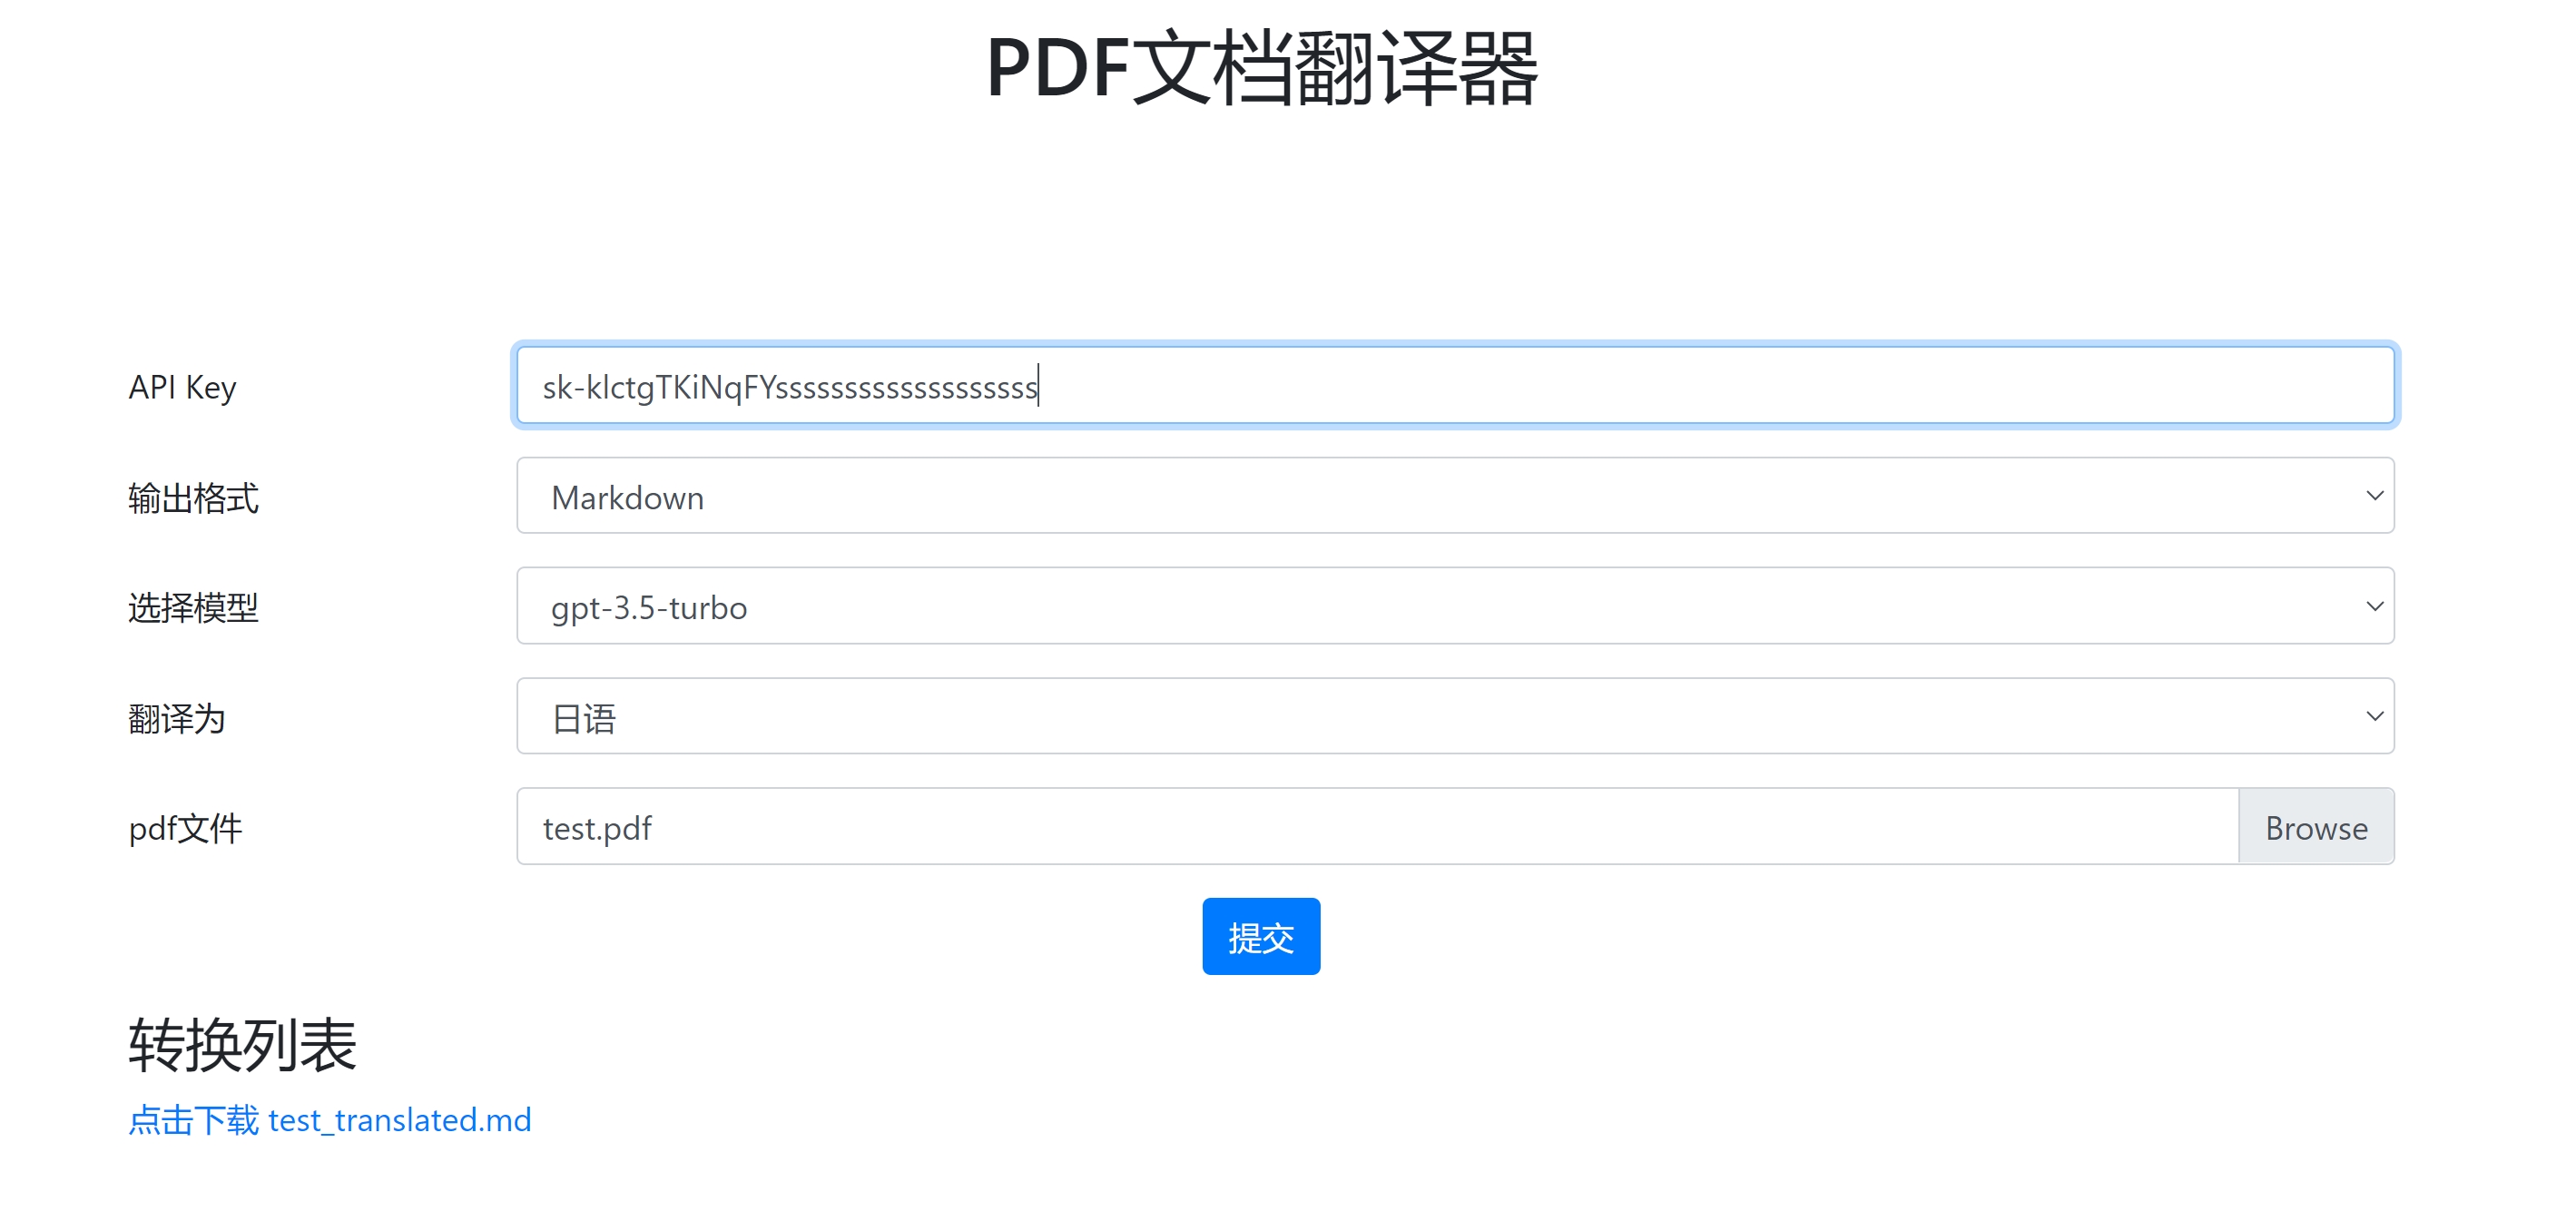 PDF文档翻译器
API Key sk-klctgTKiNqFYsssssssssssssssssss
输出格式 Markdown
选择模型 gpt-3.5-turbo
翻译为 日语
pdf文件 test.pdf Browse
提交
转换列表
点击下载 test_translated.md